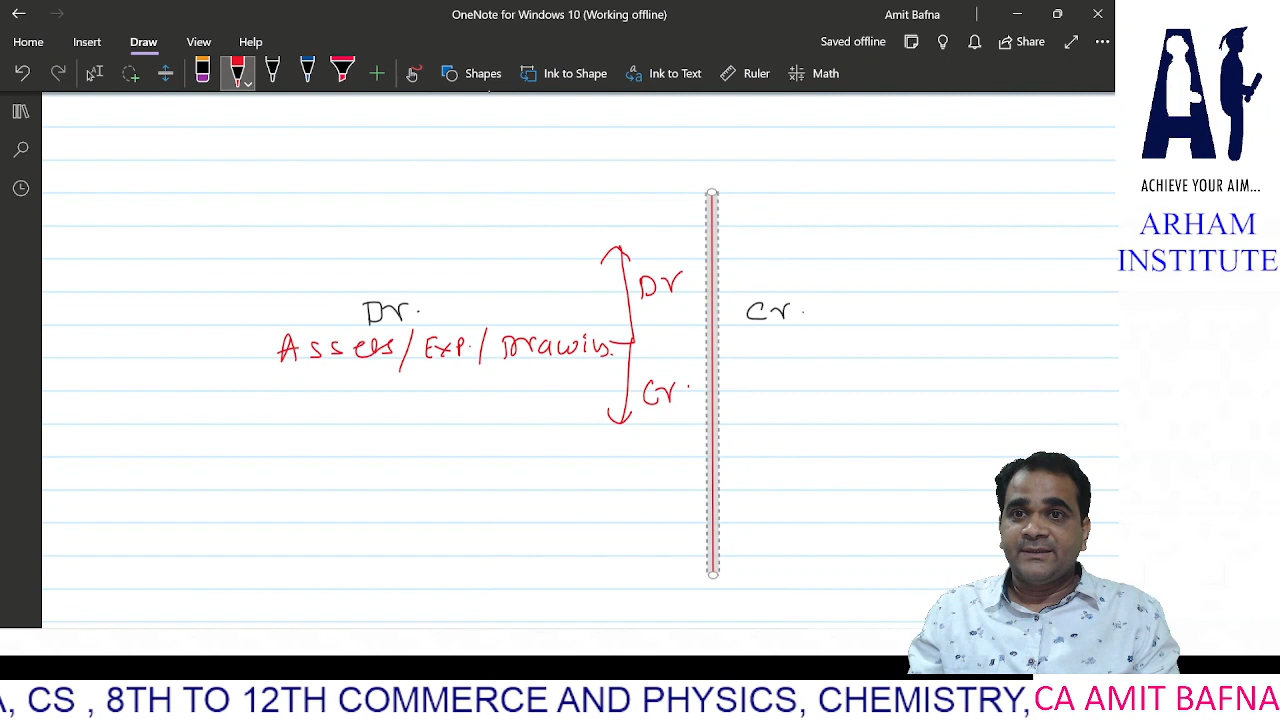 OneNote for Windows 10 (Working offline)
Amit Bafna
Home Insert Draw View Help
Saved offline
Share
Shapes
Ink to Shape
Ink to Text
Ruler
Math
Dr
Dr.
Cr.
Assets/Exp./Drawin.
Cr.
ACHIEVE YOUR AIM...
ARHAM
INSTITUTE
A, CS , 8TH TO 12TH COMMERCE AND PHYSICS, CHEMISTRY,
CA AMIT BAFNA